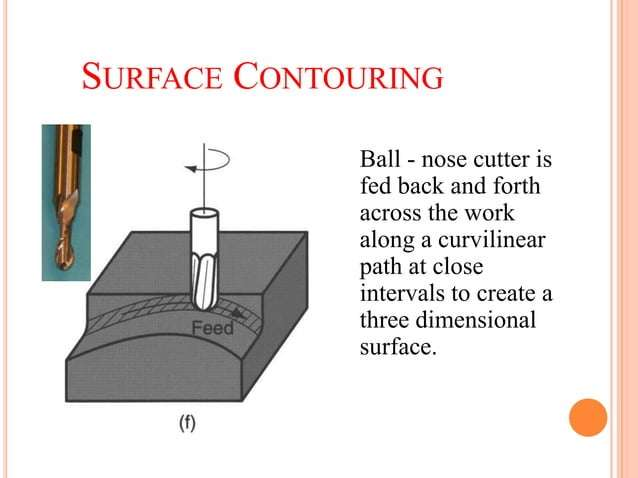 SURFACE CONTOURING
Ball - nose cutter is
fed back and forth
across the work
along a curvilinear
path at close
intervals to create a
three dimensional
surface.
Feed
(f)